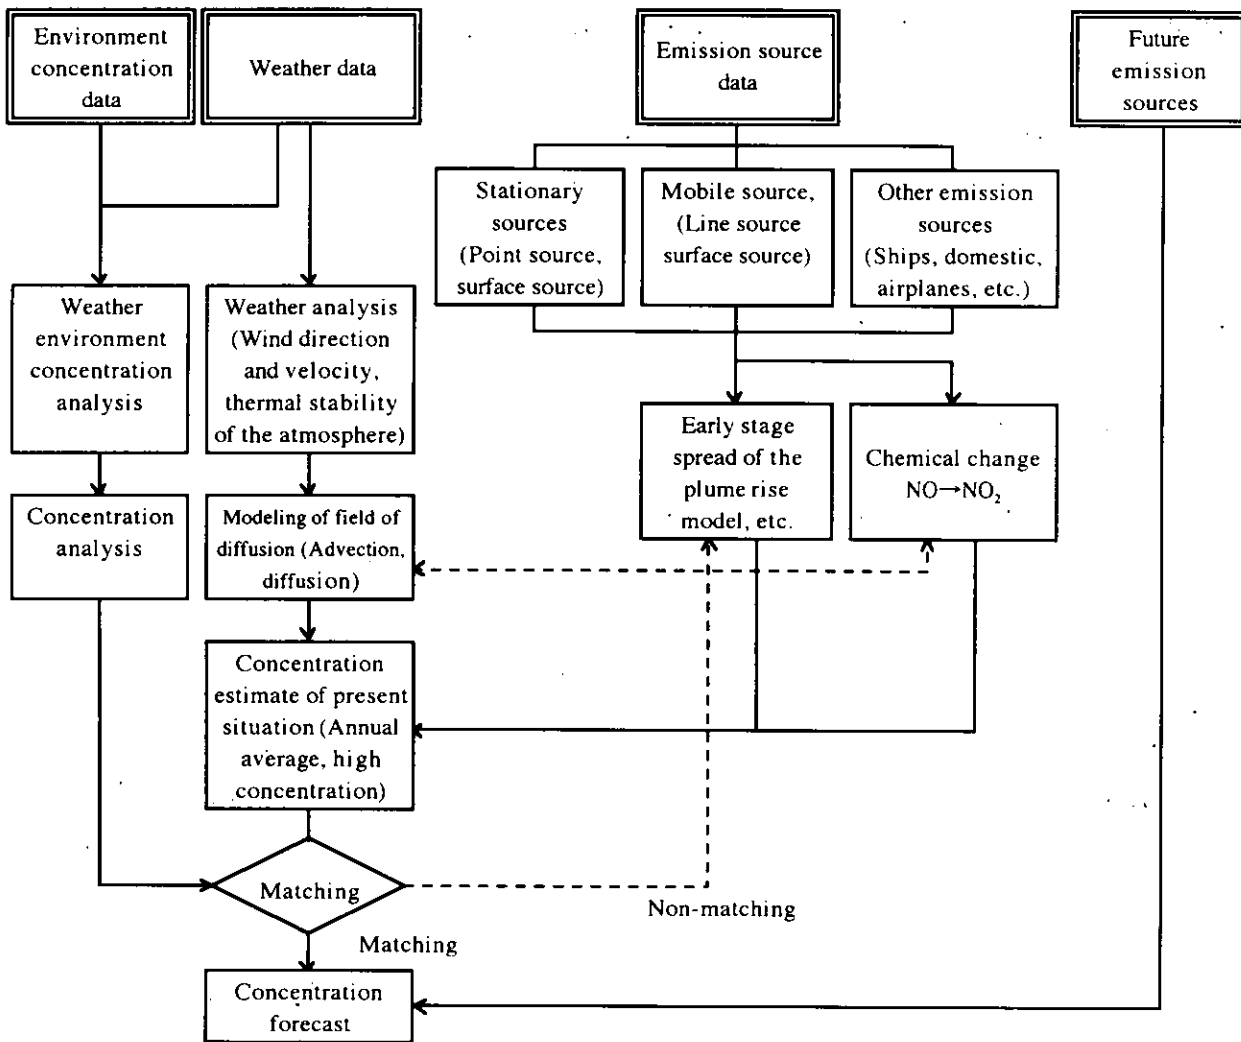 Environment
concentration
data
Weather data
Emission source
data
Future
emission
sources
Stationary
sources
(Point source,
surface source)
Mobile source,
(Line source
surface source)
Other emission
sources
(Ships, domestic,
airplanes, etc.)
Weather
environment
concentration
analysis
Weather analysis
(Wind direction
and velocity,
thermal stability
of the atmosphere)
Early stage
spread of the
plume rise
model, etc.
Chemical change
NO→NO₂
Concentration
analysis
Modeling of field of
diffusion (Advection,
diffusion)
Concentration
estimate of present
situation (Annual
average, high
concentration)
Matching
Non-matching
Matching
Concentration
forecast